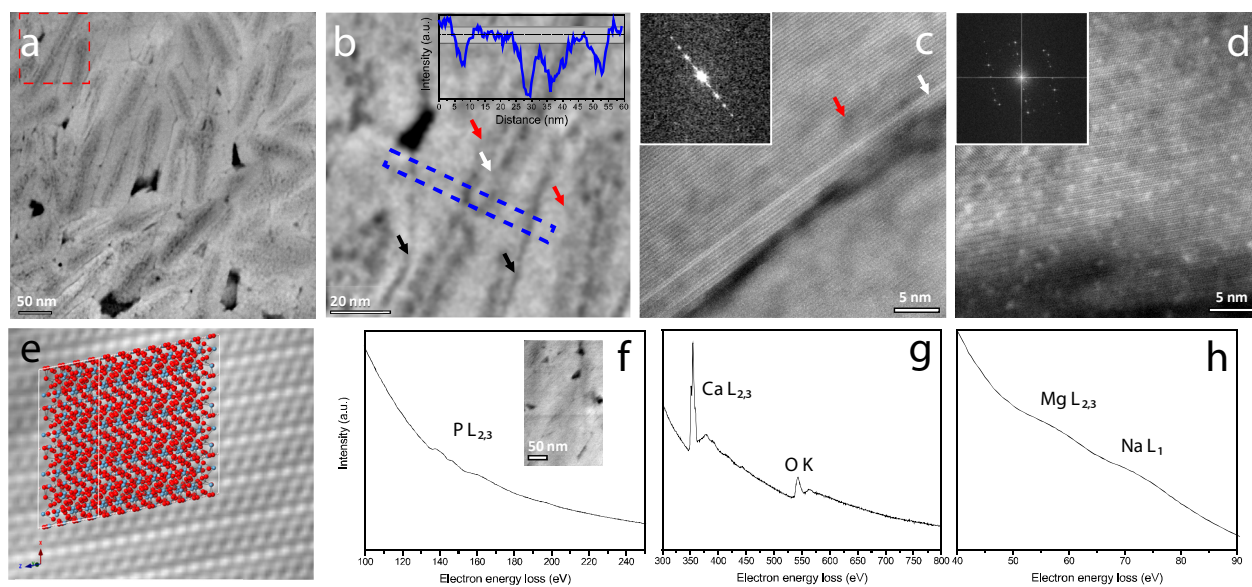 a
50 nm
b
Intensity (a.u.)
0 5 10 15 20 25 30 35 40 45 50 55 60
Distance (nm)
20 nm
c
5 nm
d
5 nm
e
x
z
f
P L2,3
50 nm
Intensity (a.u.)
100 120 140 160 180 200 220 240
Electron energy loss (eV)
g
Ca L2,3
O K
300 350 400 450 500 550 600 650 700 750 800
Electron energy loss (eV)
h
Mg L2,3
Na L1
40 50 60 70 80 90
Electron energy loss (eV)